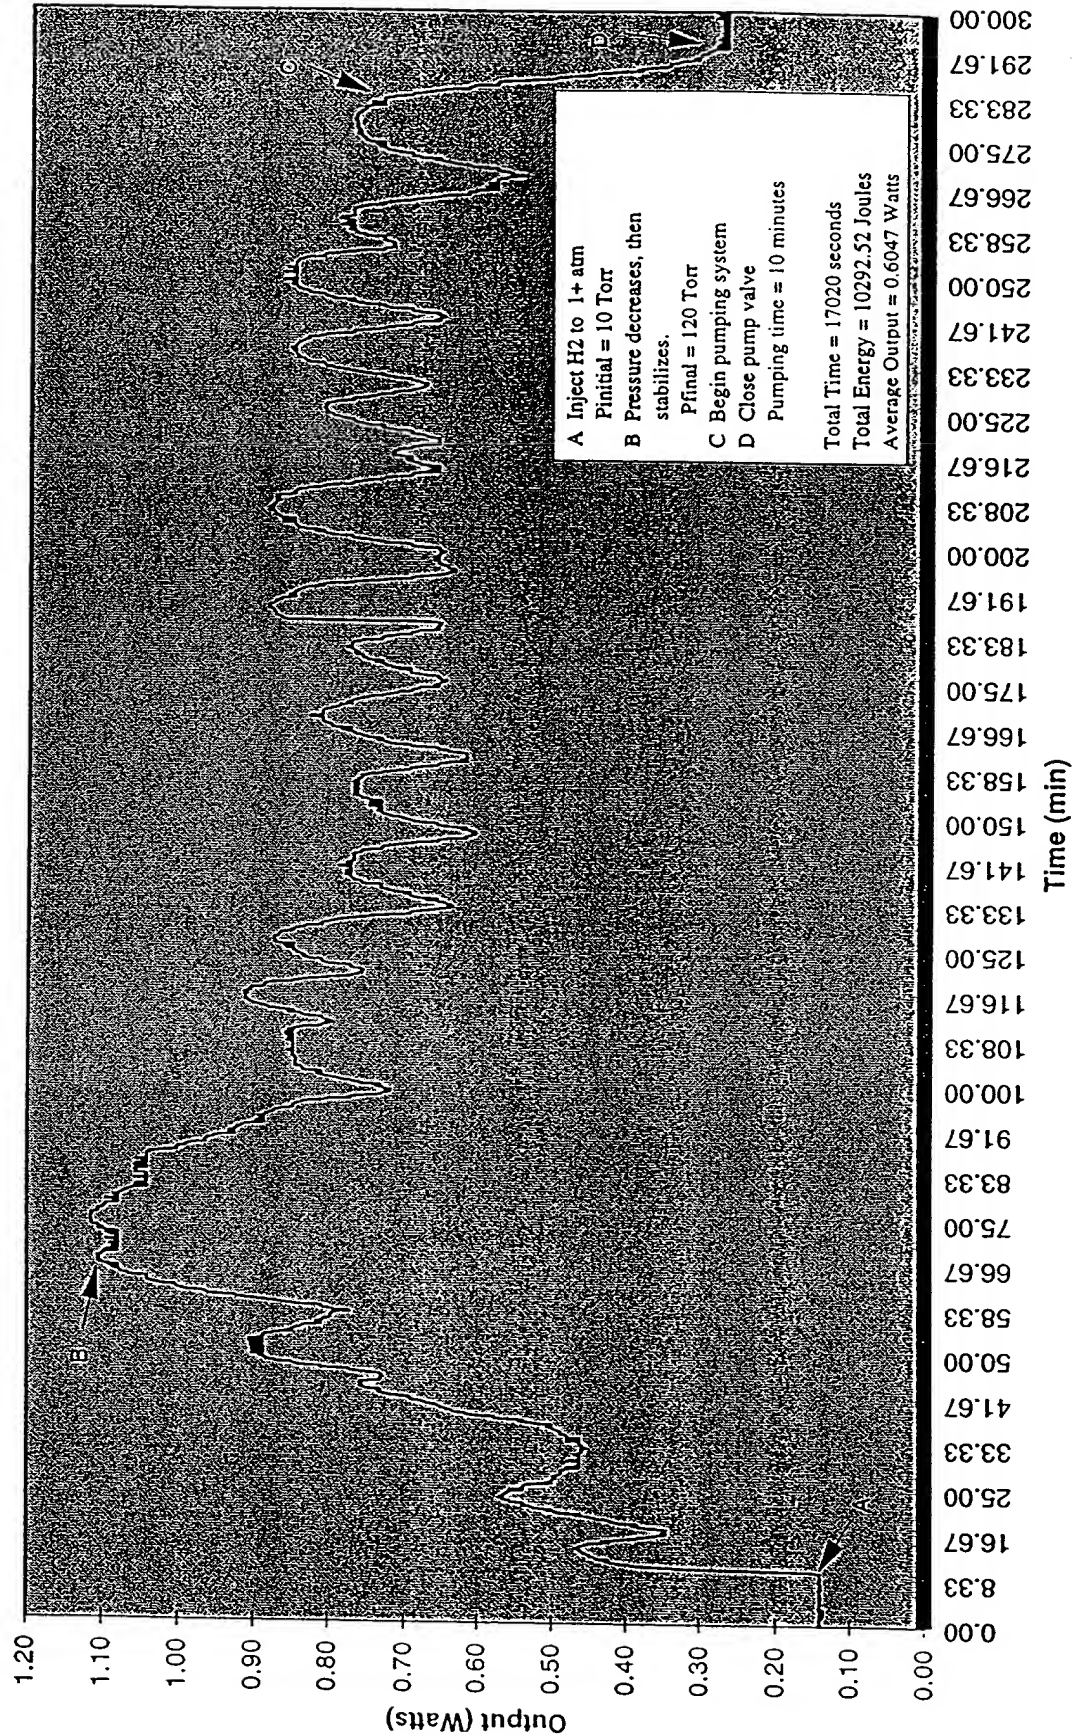 1.20
1.10
1.00
0.90
0.80
0.70
0.60
0.50
0.40
0.30
0.20
0.10
0.00
Output (Watts)
A
B
C
D
A Inject H2 to 1+ atm
Pinitial = 10 Torr
B Pressure decreases, then
stabilizes.
Pfinal = 120 Torr
C Begin pumping system
D Close pump valve
Pumping time = 10 minutes
Total Time = 17020 seconds
Total Energy = 10292.52 Joules
Average Output = 0.6047 Watts
0.00
8.33
16.67
25.00
33.33
41.67
50.00
58.33
66.67
75.00
83.33
91.67
100.00
108.33
116.67
125.00
133.33
141.67
150.00
158.33
166.67
175.00
183.33
191.67
200.00
208.33
216.67
225.00
233.33
241.67
250.00
258.33
266.67
275.00
283.33
291.67
300.00
Time (min)